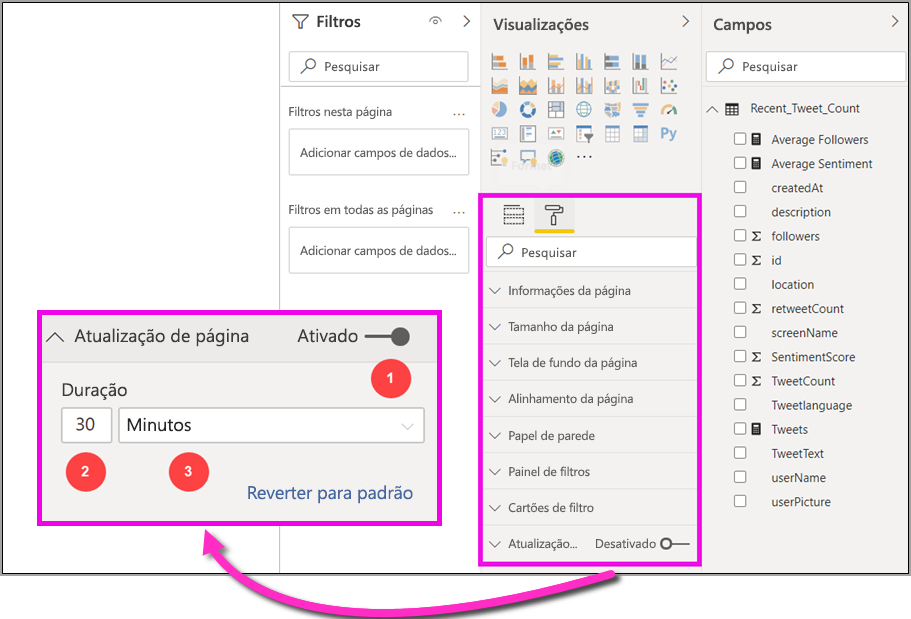 Filtros
Pesquisar
Filtros nesta página
...
Adicionar campos de dados...
Filtros em todas as páginas
...
Adicionar campos de dados...
Visualizações
123
Py
...
Pesquisar
Informações da página
Tamanho da página
Tela de fundo da página
Alinhamento da página
Papel de parede
Painel de filtros
Cartões de filtro
Atualização... Desativado
Campos
Pesquisar
Recent_Tweet_Count
Average Followers
Average Sentiment
createdAt
description
Σ followers
Σ id
location
Σ retweetCount
screenName
Σ SentimentScore
Σ TweetCount
Tweetlanguage
Tweets
TweetText
userName
userPicture
Atualização de página Ativado
1
Duração
30 Minutos
2 3
Reverter para padrão